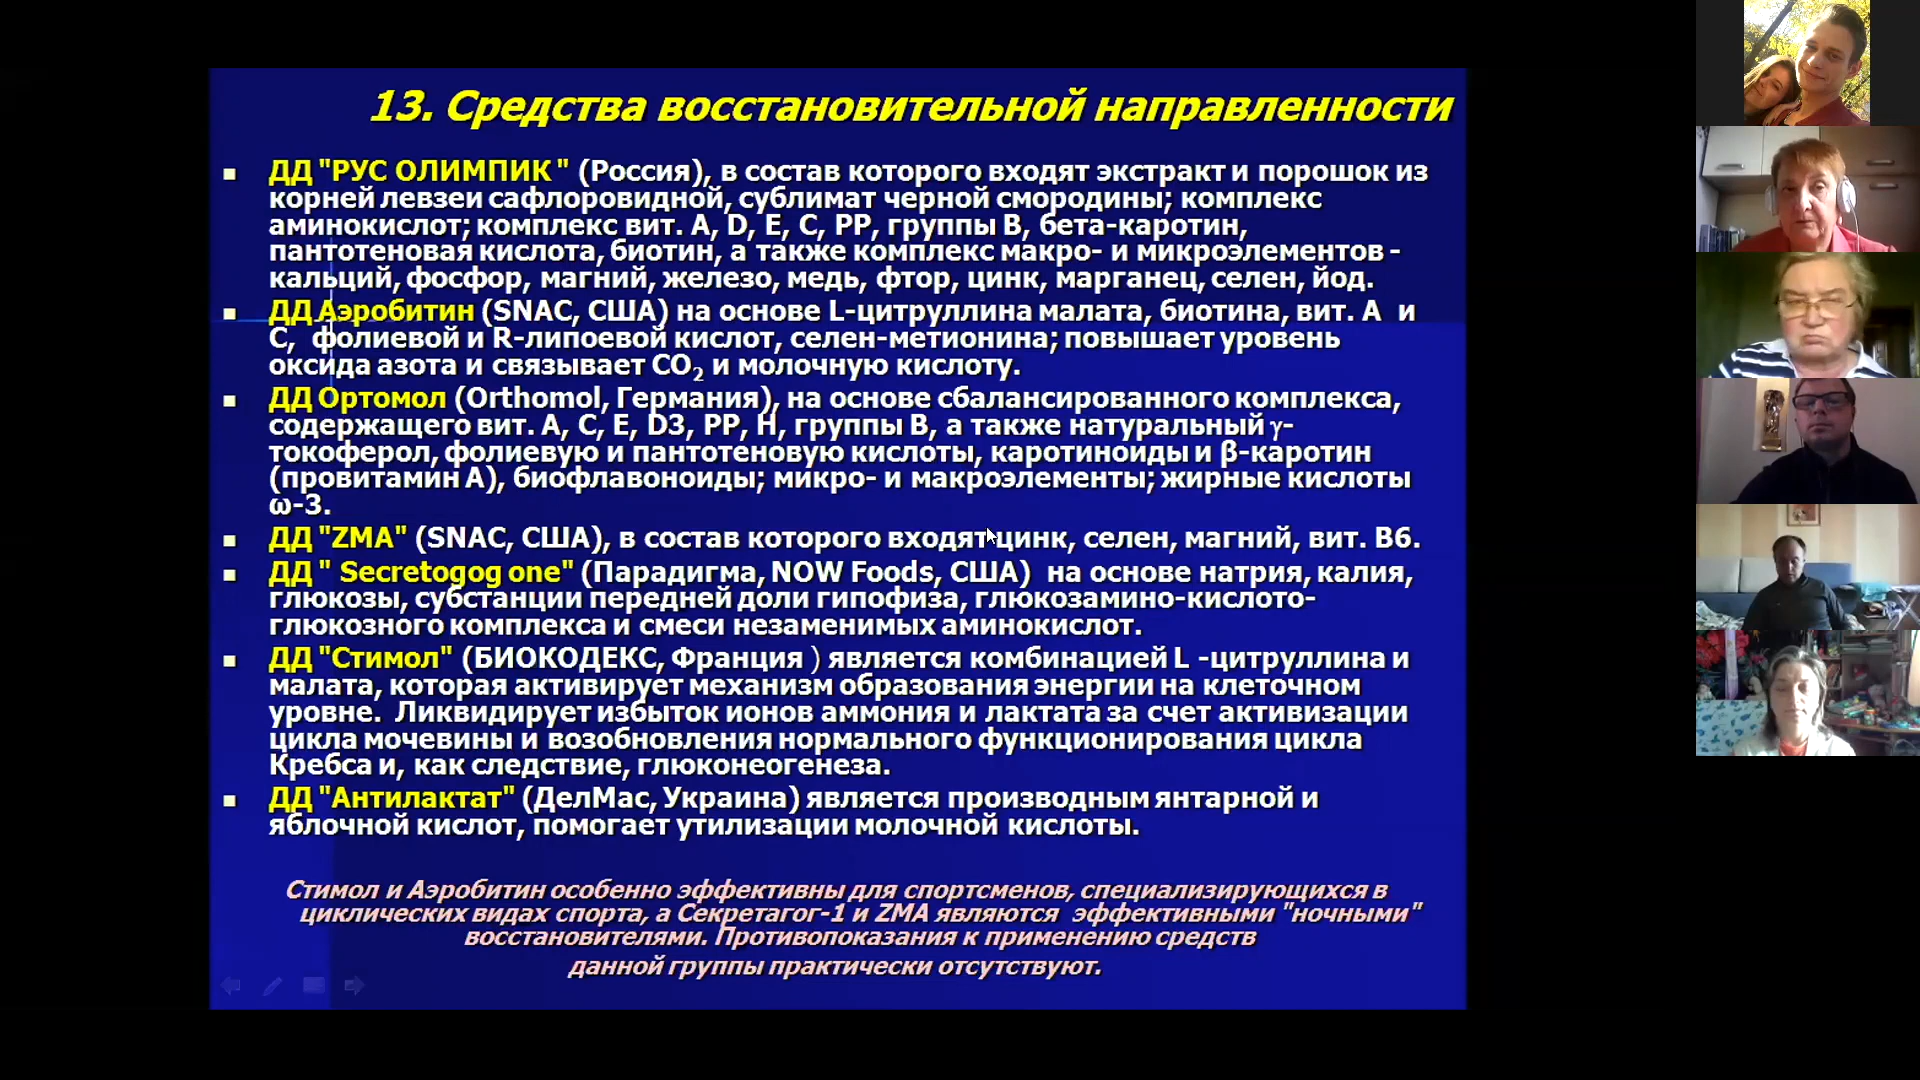 13. Средства восстановительной направленности
ДД "РУС ОЛИМПИК " (Россия), в состав которого входят экстракт и порошок из
корней левзеи сафлоровидной, сублимат черной смородины; комплекс
аминокислот; комплекс вит. А, D, Е, С, РР, группы В, бета-каротин,
пантотеновая кислота, биотин, а также комплекс макро- и микроэлементов -
кальций, фосфор, магний, железо, медь, фтор, цинк, марганец, селен, йод.
ДД Аэробитин (SNAC, США) на основе L-цитруллина малата, биотина, вит. А и
С, фолиевой и R-липоевой кислот, селен-метионина; повышает уровень
оксида азота и связывает СО2 и молочную кислоту.
ДД Ортомол (Orthomol, Германия), на основе сбалансированного комплекса,
содержащего вит. А, С, Е, D3, РР, Н, группы В, а также натуральный γ-
токоферол, фолиевую и пантотеновую кислоты, каротиноиды и β-каротин
(провитамин А), биофлавоноиды; микро- и макроэлементы; жирные кислоты
ω-3.
ДД "ZMA" (SNAC, США), в состав которого входят цинк, селен, магний, вит. В6.
ДД " Secretogog one" (Парадигма, NOW Foods, США) на основе натрия, калия,
глюкозы, субстанции передней доли гипофиза, глюкозамино-кислото-
глюкозного комплекса и смеси незаменимых аминокислот.
ДД "Стимол" (БИОКОДЕКС, Франция ) является комбинацией L -цитруллина и
малата, которая активирует механизм образования энергии на клеточном
уровне. Ликвидирует избыток ионов аммония и лактата за счет активизации
цикла мочевины и возобновления нормального функционирования цикла
Кребса и, как следствие, глюконеогенеза.
ДД "Антилактат" (ДелМас, Украина) является производным янтарной и
яблочной кислот, помогает утилизации молочной кислоты.
Стимол и Аэробитин особенно эффективны для спортсменов, специализирующихся в
циклических видах спорта, а Секретагог-1 и ZMA являются эффективными "ночными"
восстановителями. Противопоказания к применению средств
данной группы практически отсутствуют.